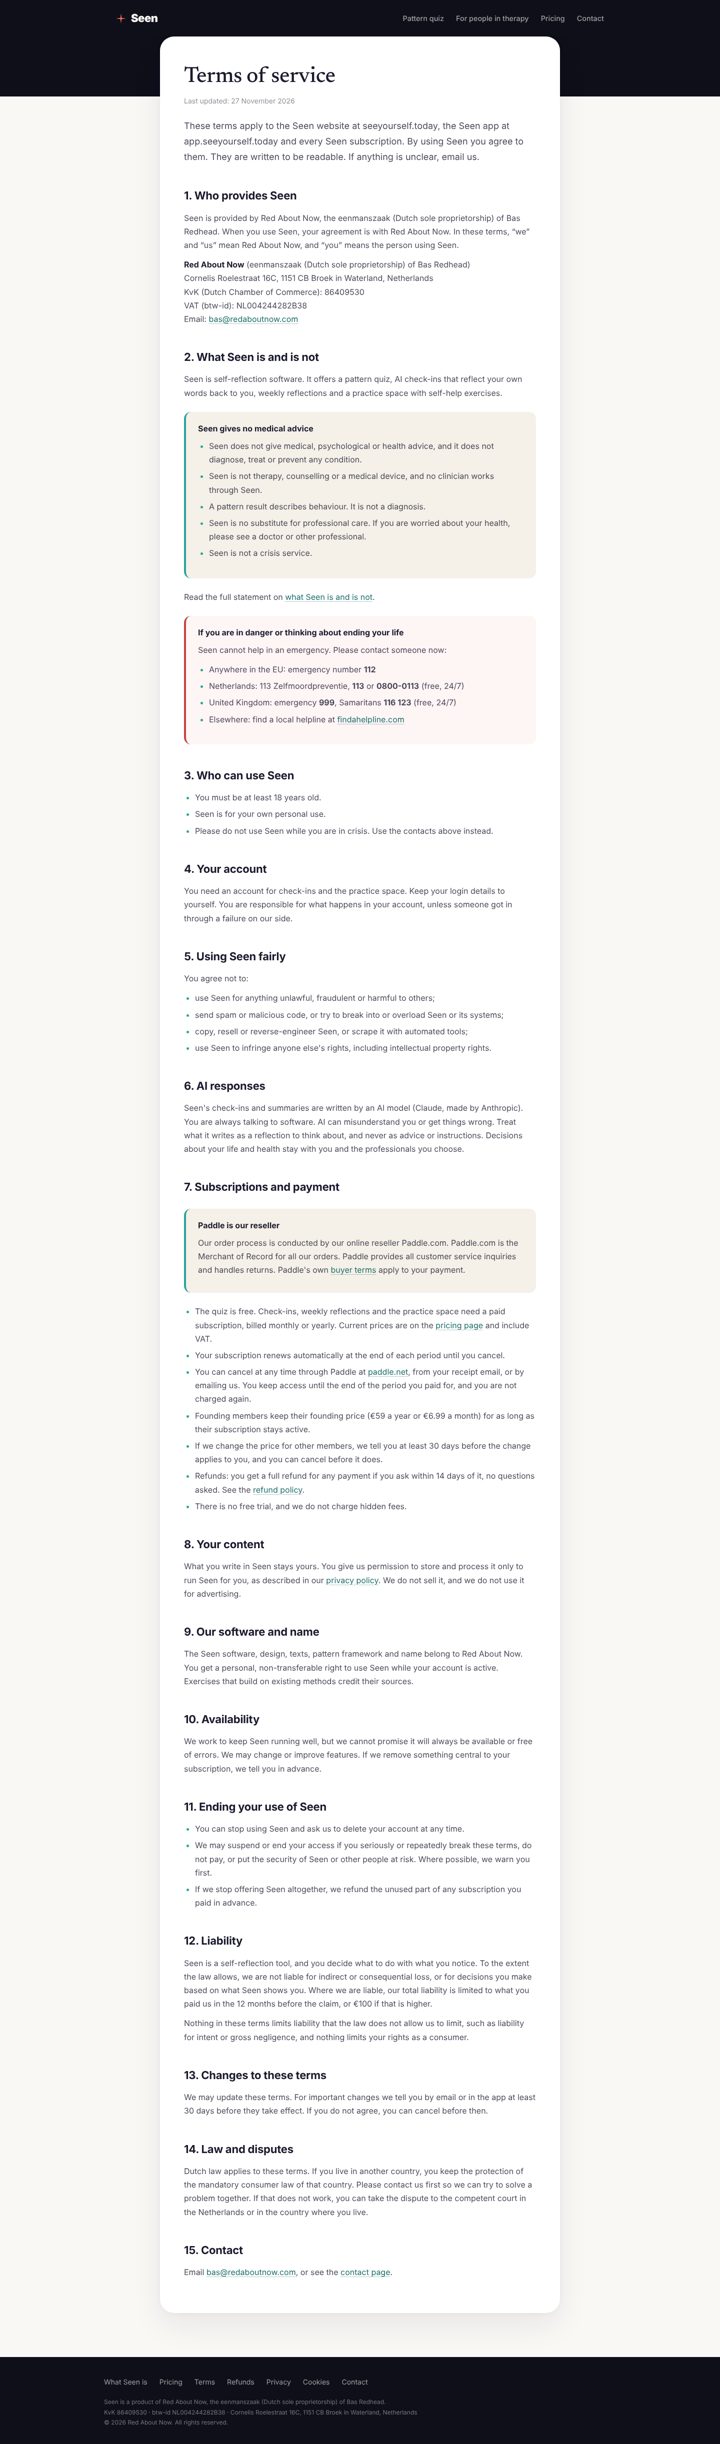 Seen
Pattern quiz
For people in therapy
Pricing
Contact
Terms of service
Last updated: 27 November 2026
These terms apply to the Seen website at seeyourself.today, the Seen app at
app.seeyourself.today and every Seen subscription. By using Seen you agree to
them. They are written to be readable. If anything is unclear, email us.
1. Who provides Seen
Seen is provided by Red About Now, the eenmanszaak (Dutch sole proprietorship) of Bas
Redhead. When you use Seen, your agreement is with Red About Now. In these terms, “we”
and “us” mean Red About Now, and “you” means the person using Seen.
Red About Now (eenmanszaak (Dutch sole proprietorship) of Bas Redhead)
Cornelis Roelestraat 16C, 1151 CB Broek in Waterland, Netherlands
KvK (Dutch Chamber of Commerce): 86409530
VAT (btw-id): NL004244282B38
Email: bas@redaboutnow.com
2. What Seen is and is not
Seen is self-reflection software. It offers a pattern quiz, AI check-ins that reflect your own
words back to you, weekly reflections and a practice space with self-help exercises.
Seen gives no medical advice
• Seen does not give medical, psychological or health advice, and it does not
diagnose, treat or prevent any condition.
• Seen is not therapy, counselling or a medical device, and no clinician works
through Seen.
• A pattern result describes behaviour. It is not a diagnosis.
• Seen is no substitute for professional care. If you are worried about your health,
please see a doctor or other professional.
• Seen is not a crisis service.
Read the full statement on what Seen is and is not.
If you are in danger or thinking about ending your life
Seen cannot help in an emergency. Please contact someone now:
• Anywhere in the EU: emergency number 112
• Netherlands: 113 Zelfmoordpreventie, 113 or 0800-0113 (free, 24/7)
• United Kingdom: emergency 999, Samaritans 116 123 (free, 24/7)
• Elsewhere: find a local helpline at findahelpline.com
3. Who can use Seen
• You must be at least 18 years old.
• Seen is for your own personal use.
• Please do not use Seen while you are in crisis. Use the contacts above instead.
4. Your account
You need an account for check-ins and the practice space. Keep your login details to
yourself. You are responsible for what happens in your account, unless someone got in
through a failure on our side.
5. Using Seen fairly
You agree not to:
• use Seen for anything unlawful, fraudulent or harmful to others;
• send spam or malicious code, or try to break into or overload Seen or its systems;
• copy, resell or reverse-engineer Seen, or scrape it with automated tools;
• use Seen to infringe anyone else's rights, including intellectual property rights.
6. AI responses
Seen's check-ins and summaries are written by an AI model (Claude, made by Anthropic).
You are always talking to software. AI can misunderstand you or get things wrong. Treat
what it writes as a reflection to think about, and never as advice or instructions. Decisions
about your life and health stay with you and the professionals you choose.
7. Subscriptions and payment
Paddle is our reseller
Our order process is conducted by our online reseller Paddle.com. Paddle.com is the
Merchant of Record for all our orders. Paddle provides all customer service inquiries
and handles returns. Paddle's own buyer terms apply to your payment.
• The quiz is free. Check-ins, weekly reflections and the practice space need a paid
subscription, billed monthly or yearly. Current prices are on the pricing page and include
VAT.
• Your subscription renews automatically at the end of each period until you cancel.
• You can cancel at any time through Paddle at paddle.net, from your receipt email, or by
emailing us. You keep access until the end of the period you paid for, and you are not
charged again.
• Founding members keep their founding price (€59 a year or €6.99 a month) for as long as
their subscription stays active.
• If we change the price for other members, we tell you at least 30 days before the change
applies to you, and you can cancel before it does.
• Refunds: you get a full refund for any payment if you ask within 14 days of it, no questions
asked. See the refund policy.
• There is no free trial, and we do not charge hidden fees.
8. Your content
What you write in Seen stays yours. You give us permission to store and process it only to
run Seen for you, as described in our privacy policy. We do not sell it, and we do not use it
for advertising.
9. Our software and name
The Seen software, design, texts, pattern framework and name belong to Red About Now.
You get a personal, non-transferable right to use Seen while your account is active.
Exercises that build on existing methods credit their sources.
10. Availability
We work to keep Seen running well, but we cannot promise it will always be available or free
of errors. We may change or improve features. If we remove something central to your
subscription, we tell you in advance.
11. Ending your use of Seen
• You can stop using Seen and ask us to delete your account at any time.
• We may suspend or end your access if you seriously or repeatedly break these terms, do
not pay, or put the security of Seen or other people at risk. Where possible, we warn you
first.
• If we stop offering Seen altogether, we refund the unused part of any subscription you
paid in advance.
12. Liability
Seen is a self-reflection tool, and you decide what to do with what you notice. To the extent
the law allows, we are not liable for indirect or consequential loss, or for decisions you make
based on what Seen shows you. Where we are liable, our total liability is limited to what you
paid us in the 12 months before the claim, or €100 if that is higher.
Nothing in these terms limits liability that the law does not allow us to limit, such as liability
for intent or gross negligence, and nothing limits your rights as a consumer.
13. Changes to these terms
We may update these terms. For important changes we tell you by email or in the app at least
30 days before they take effect. If you do not agree, you can cancel before then.
14. Law and disputes
Dutch law applies to these terms. If you live in another country, you keep the protection of
the mandatory consumer law of that country. Please contact us first so we can try to solve a
problem together. If that does not work, you can take the dispute to the competent court in
the Netherlands or in the country where you live.
15. Contact
Email bas@redaboutnow.com, or see the contact page.
What Seen is
Pricing
Terms
Refunds
Privacy
Cookies
Contact
Seen is a product of Red About Now, the eenmanszaak (Dutch sole proprietorship) of Bas Redhead.
KvK 86409530 · btw-id NL004244282B38 · Cornelis Roelestraat 16C, 1151 CB Broek in Waterland, Netherlands
© 2026 Red About Now. All rights reserved.